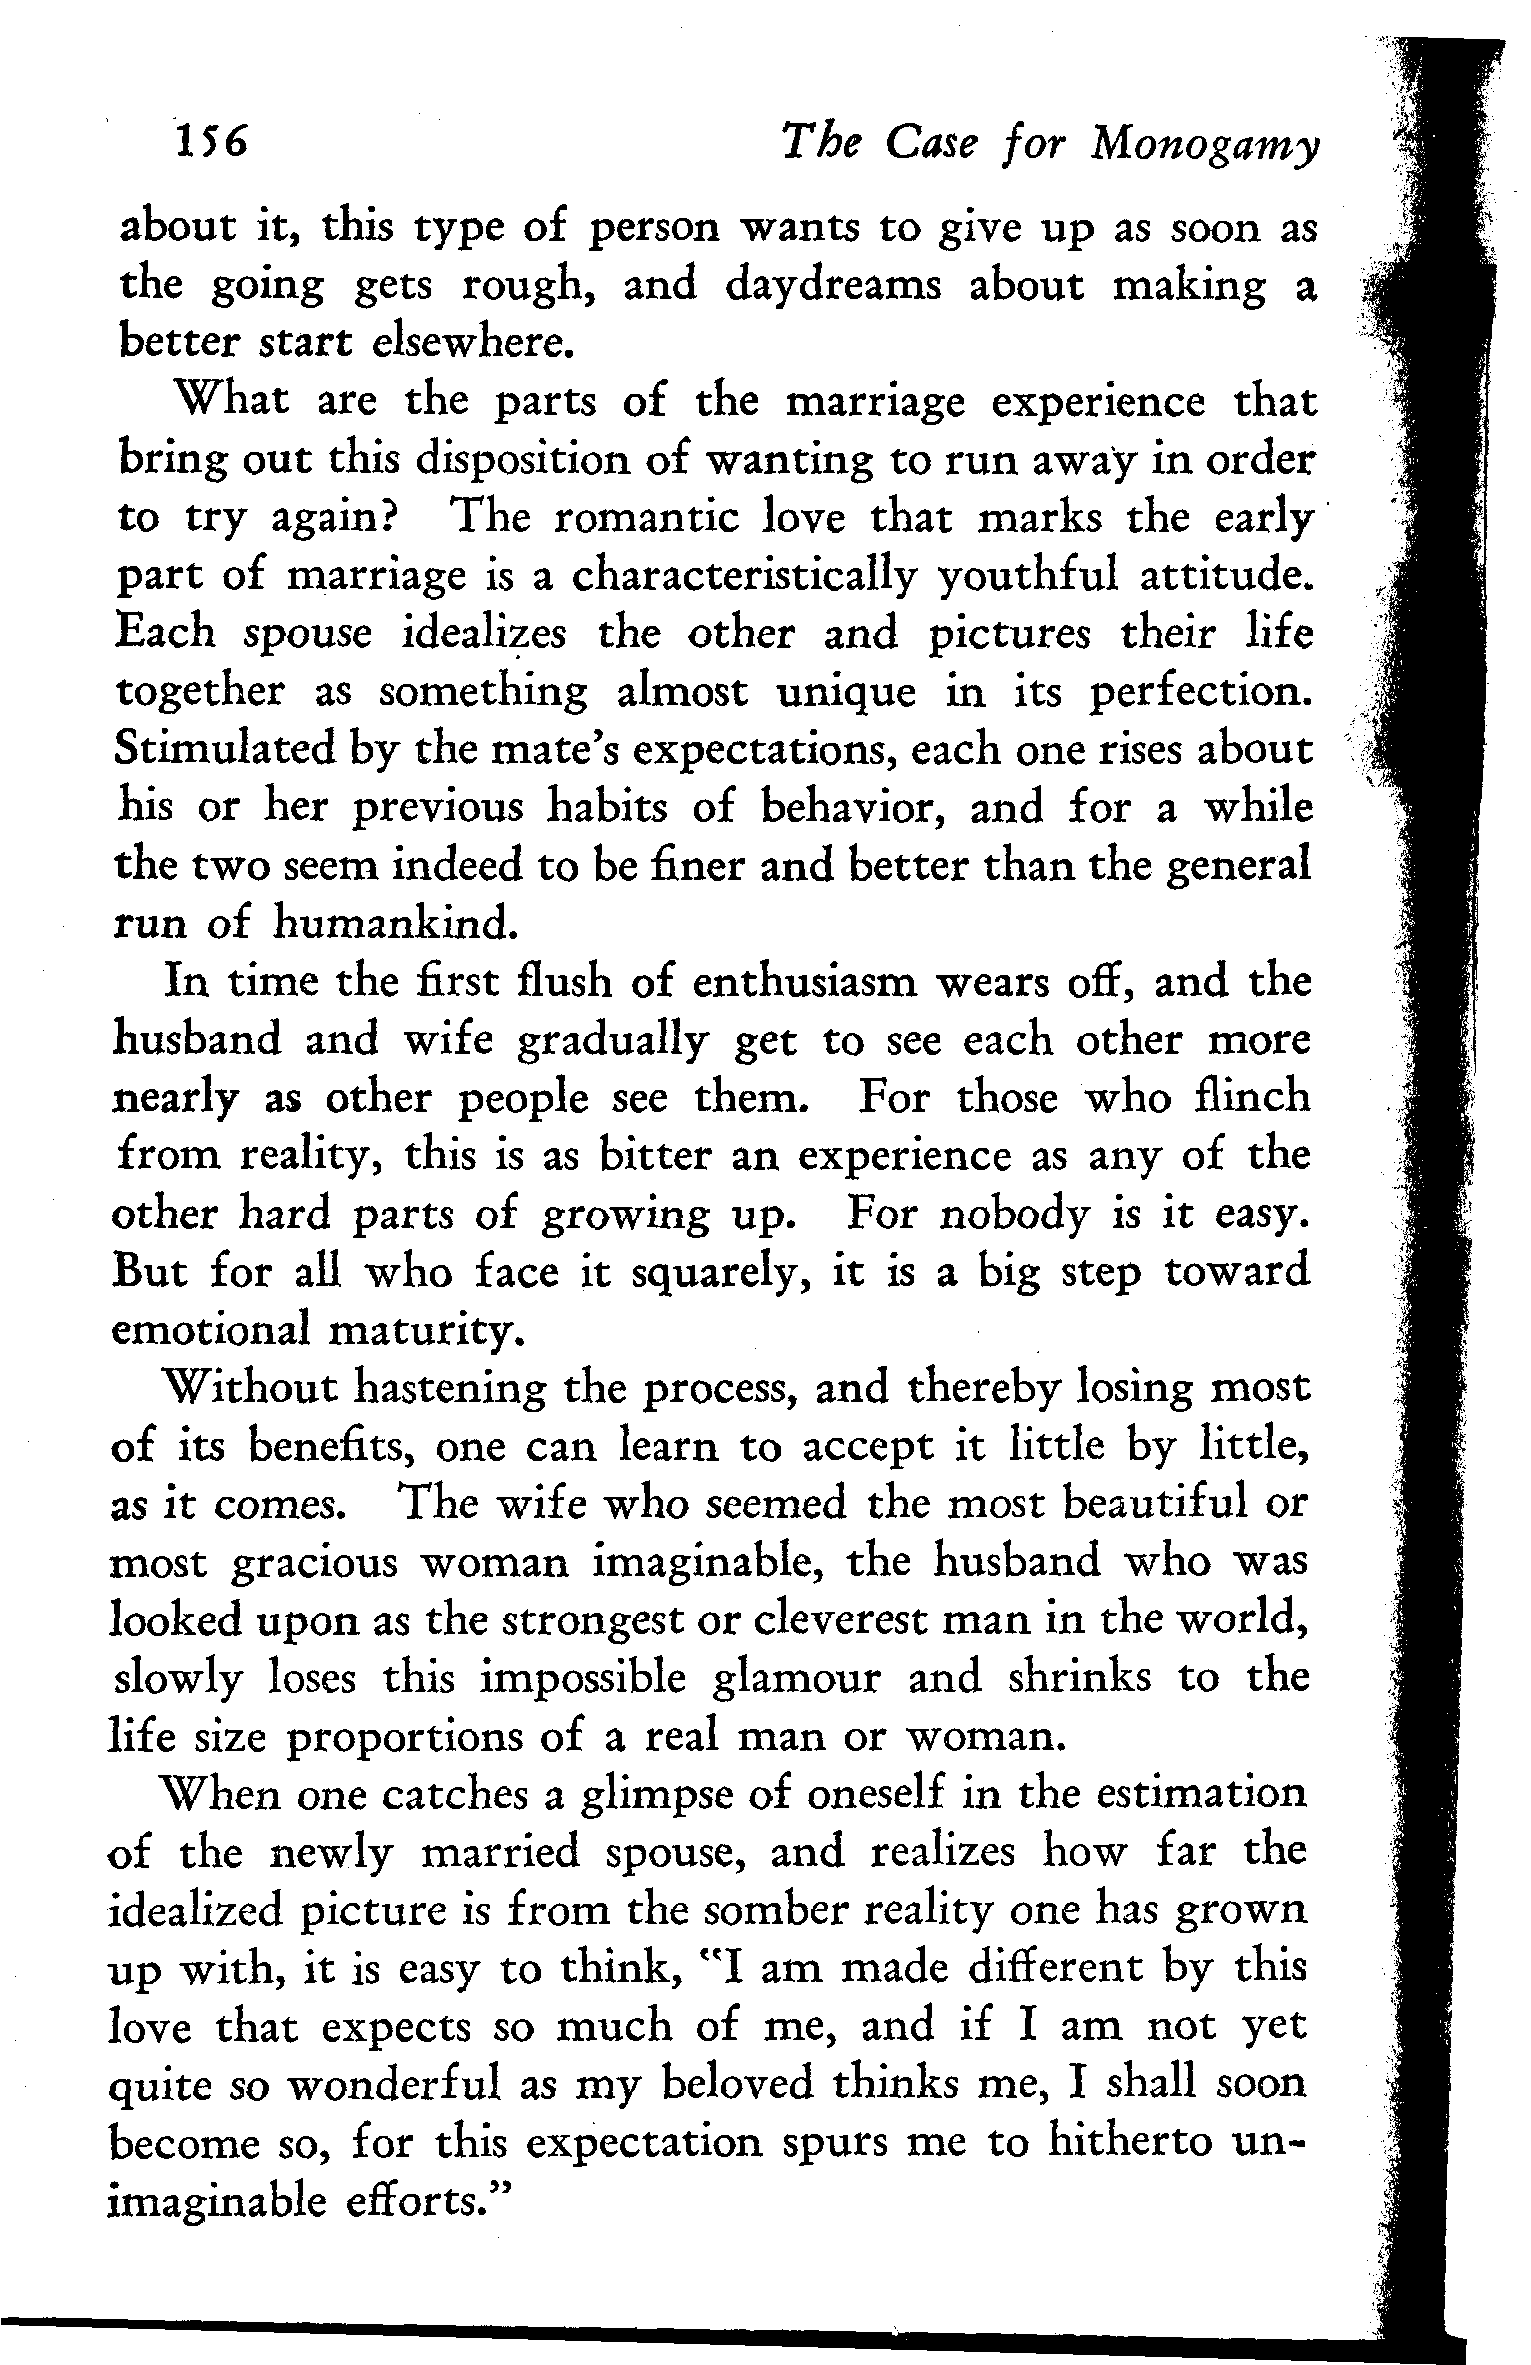 156 The Case for Monogamy
about it, this type of person wants to give up as soon as
the going gets rough, and daydreams about making a
better start elsewhere.
What are the parts of the marriage experience that
bring out this disposition of wanting to run away in order
to try again? The romantic love that marks the early
part of marriage is a characteristically youthful attitude.
Each spouse idealizes the other and pictures their life
together as something almost unique in its perfection.
Stimulated by the mate's expectations, each one rises about
his or her previous habits of behavior, and for a while
the two seem indeed to be finer and better than the general
run of humankind.
In time the first flush of enthusiasm wears off, and the
husband and wife gradually get to see each other more
nearly as other people see them. For those who flinch
from reality, this is as bitter an experience as any of the
other hard parts of growing up. For nobody is it easy.
But for all who face it squarely, it is a big step toward
emotional maturity.
Without hastening the process, and thereby losing most
of its benefits, one can learn to accept it little by little,
as it comes. The wife who seemed the most beautiful or
most gracious woman imaginable, the husband who was
looked upon as the strongest or cleverest man in the world,
slowly loses this impossible glamour and shrinks to the
life size proportions of a real man or woman.
When one catches a glimpse of oneself in the estimation
of the newly married spouse, and realizes how far the
idealized picture is from the somber reality one has grown
up with, it is easy to think, "I am made different by this
love that expects so much of me, and if I am not yet
quite so wonderful as my beloved thinks me, I shall soon
become so, for this expectation spurs me to hitherto un-
imaginable efforts."